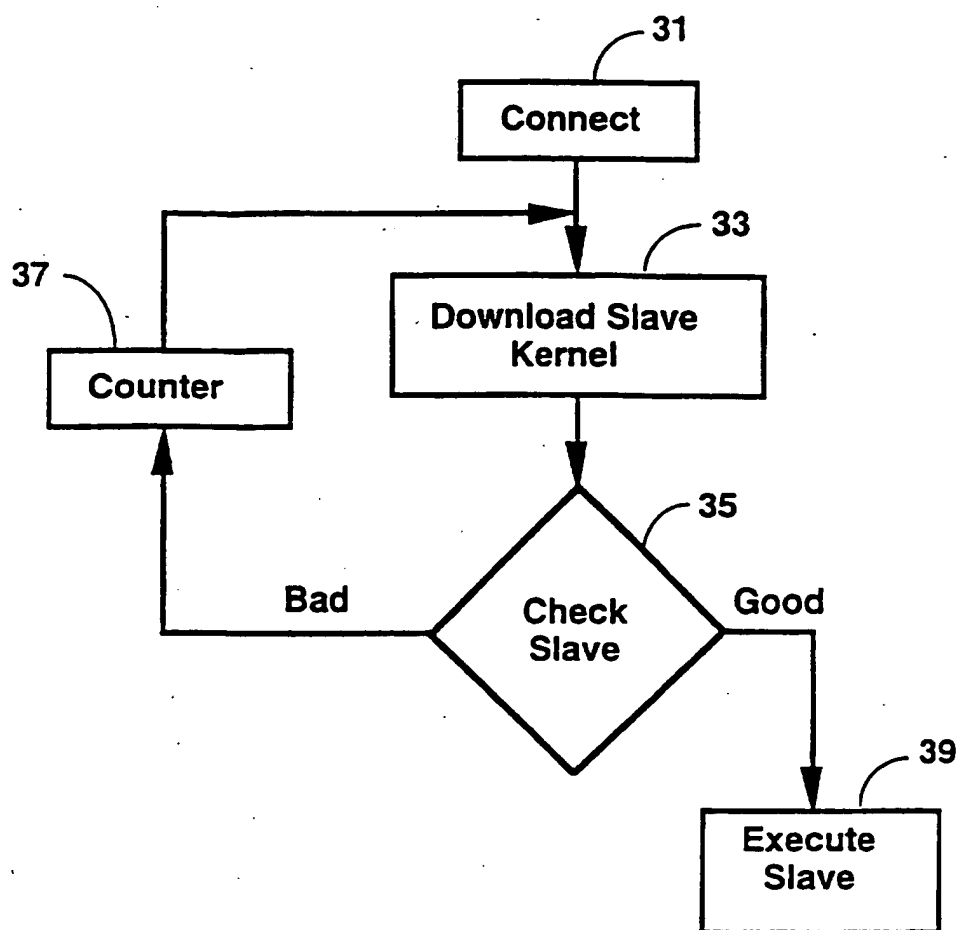 31
Connect
33
37
Download Slave
Kernel
Counter
35
Bad
Good
Check
Slave
39
Execute
Slave